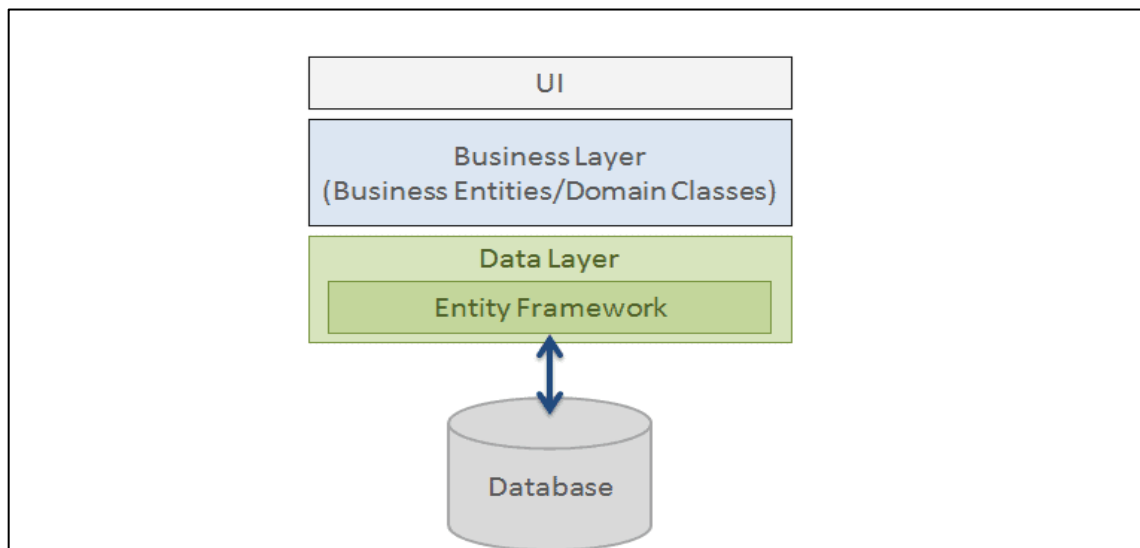 UI
Business Layer
(Business Entities/Domain Classes)
Data Layer
Entity Framework
Database